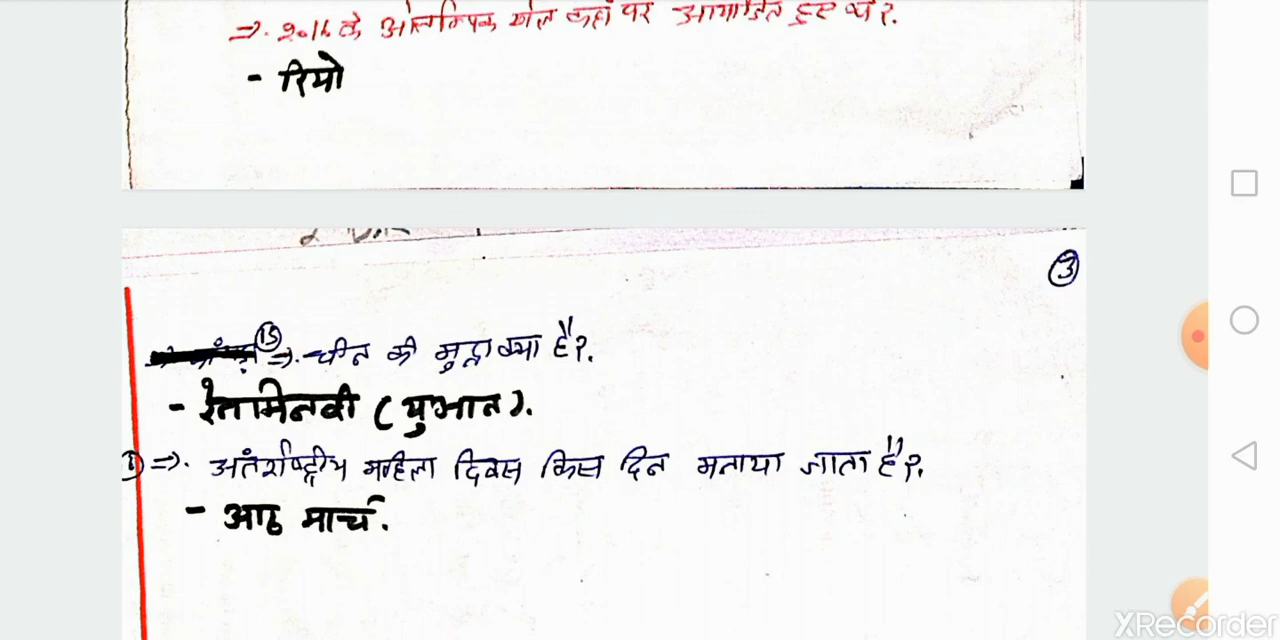 ⇒. 2016 के ओलम्पिक खेल कहाँ पर आयोजित हुए थे?.
- रियो
③
⑮ ⇒. चीन की मुद्रा क्या है?.
- रेनमिनबी (युआन).
⇒. अंतर्राष्ट्रीय महिला दिवस किस दिन मनाया जाता है?.
- आठ मार्च.
XRecorder